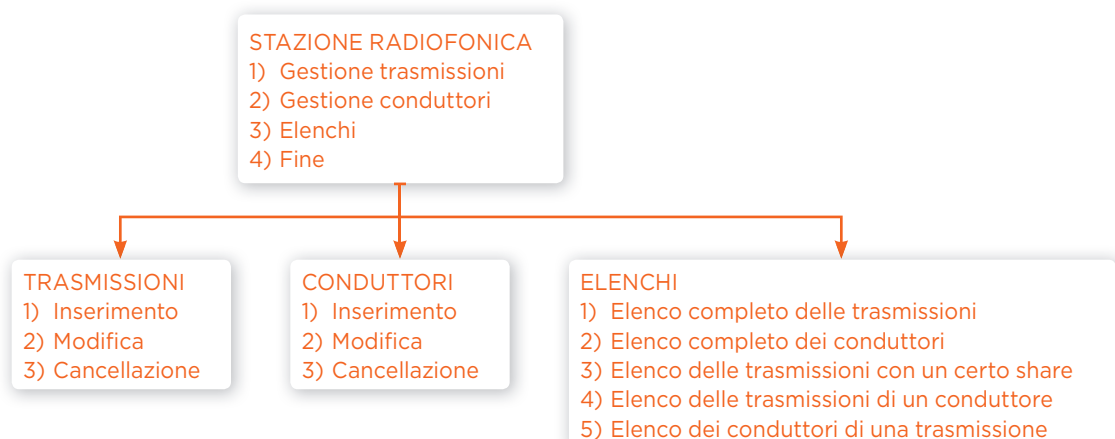 STAZIONE RADIOFONICA
1) Gestione trasmissioni
2) Gestione conduttori
3) Elenchi
4) Fine
TRASMISSIONI
1) Inserimento
2) Modifica
3) Cancellazione
CONDUTTORI
1) Inserimento
2) Modifica
3) Cancellazione
ELENCHI
1) Elenco completo delle trasmissioni
2) Elenco completo dei conduttori
3) Elenco delle trasmissioni con un certo share
4) Elenco delle trasmissioni di un conduttore
5) Elenco dei conduttori di una trasmissione